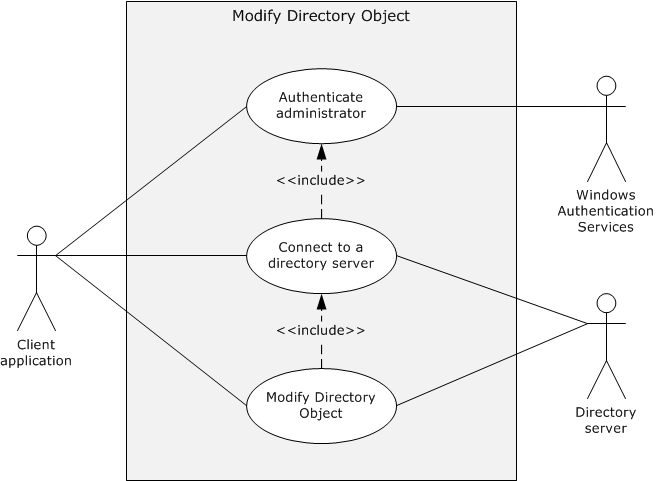 Modify Directory Object
Authenticate
administrator
<<include>>
Windows
Authentication
Services
Connect to a
directory server
<<include>>
Client
application
Modify Directory
Object
Directory
server